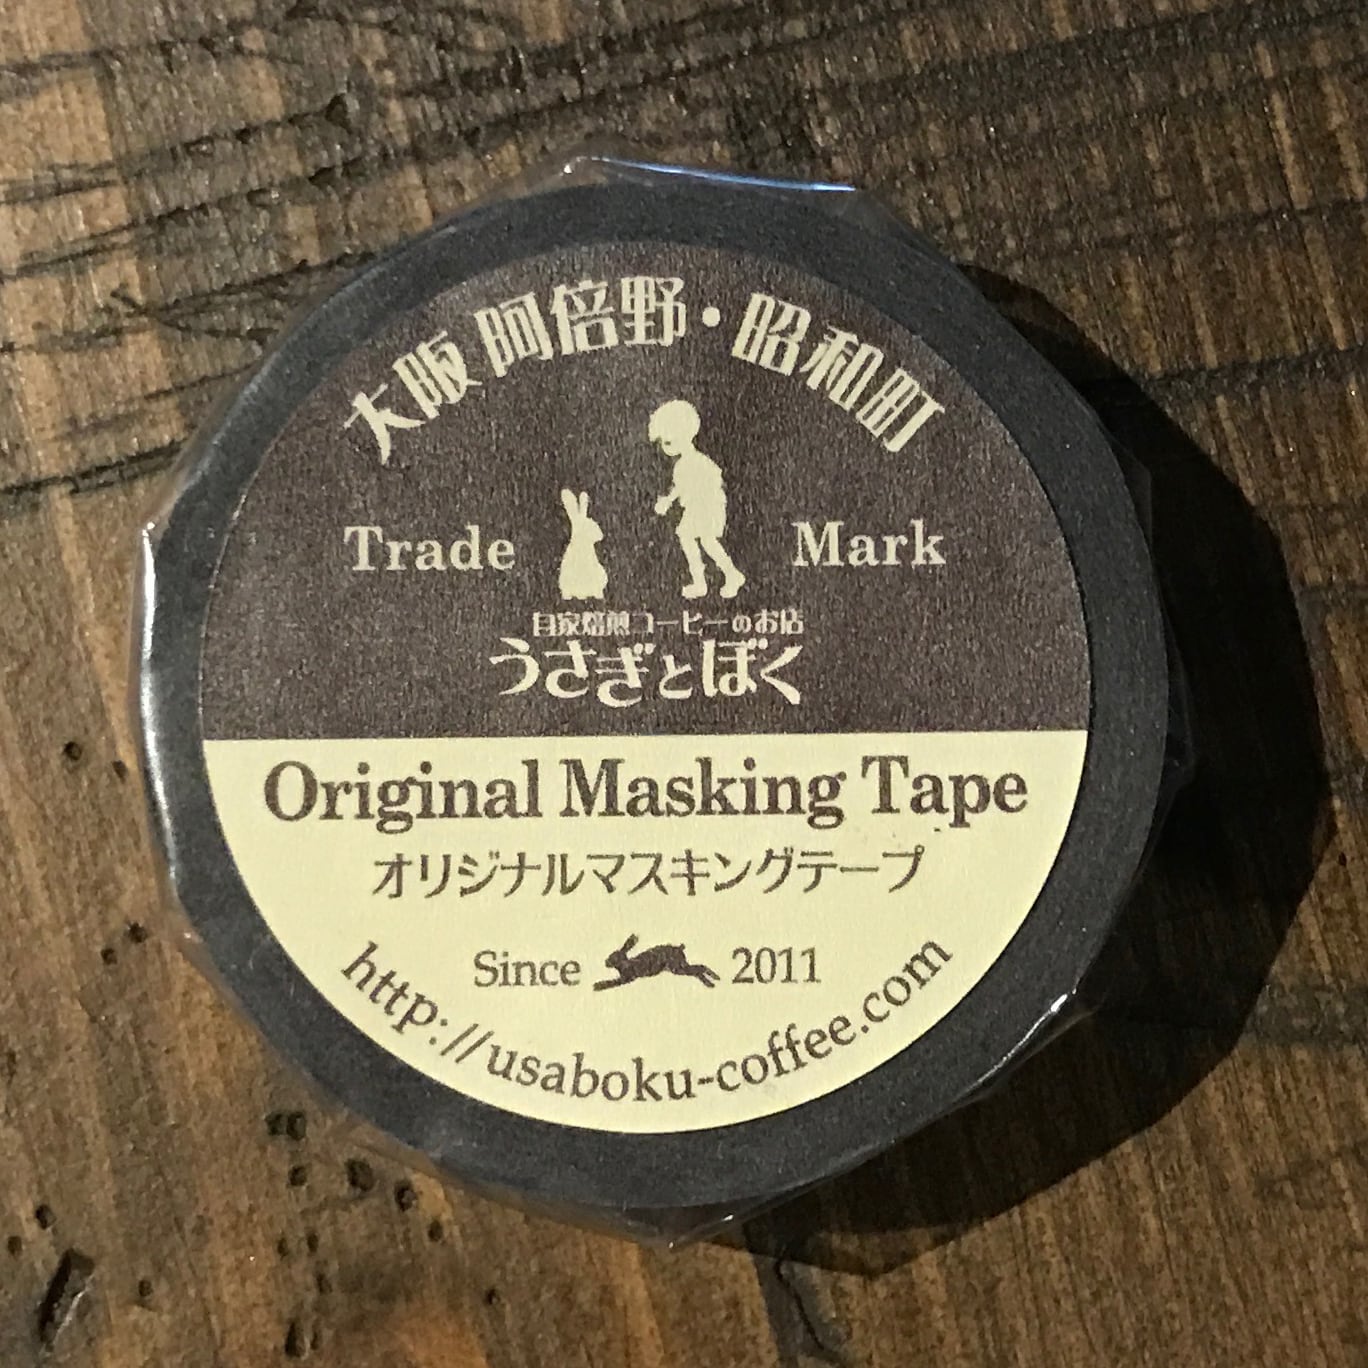 大阪 阿倍野・昭和町
Trade Mark
自家焙煎コーヒーのお店
うさぎとぼく
Original Masking Tape
オリジナルマスキングテープ
Since 2011
http://usaboku-coffee.com